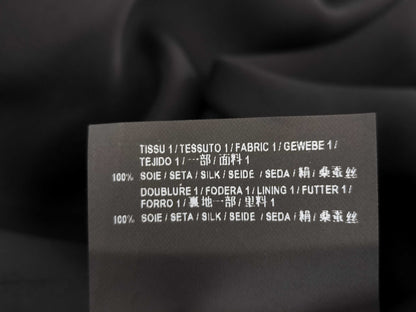 TISSU 1 / TESSUTO 1 / FABRIC 1 / GEWEBE 1 /
TEJIDO 1 / 一部 / 面料 1
100% SOIE / SETA / SILK / SEIDE / SEDA / 絹 / 桑蚕丝
DOUBLURE 1 / FODERA 1 / LINING 1 / FUTTER 1 /
FORRO 1 / 裏地一部 / 里料 1
100% SOIE / SETA / SILK / SEIDE / SEDA / 絹 / 桑蚕丝